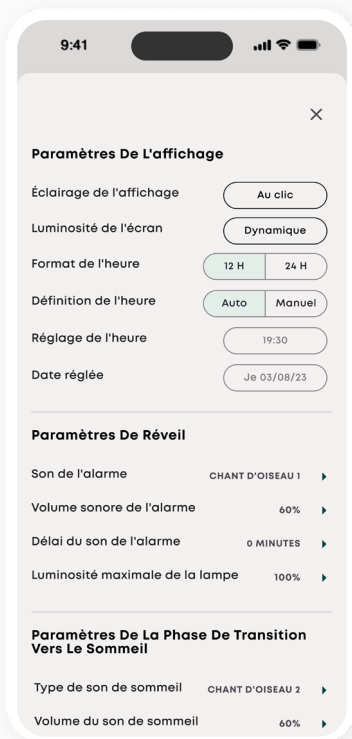 9:41
Paramètres De L'affichage
Éclairage de l'affichage Au clic
Luminosité de l'écran Dynamique
Format de l'heure 12 H 24 H
Définition de l'heure Auto Manuel
Réglage de l'heure 19:30
Date réglée Je 03/08/23
Paramètres De Réveil
Son de l'alarme CHANT D'OISEAU 1
Volume sonore de l'alarme 60%
Délai du son de l'alarme 0 MINUTES
Luminosité maximale de la lampe 100%
Paramètres De La Phase De Transition
Vers Le Sommeil
Type de son de sommeil CHANT D'OISEAU 2
Volume du son de sommeil 60%